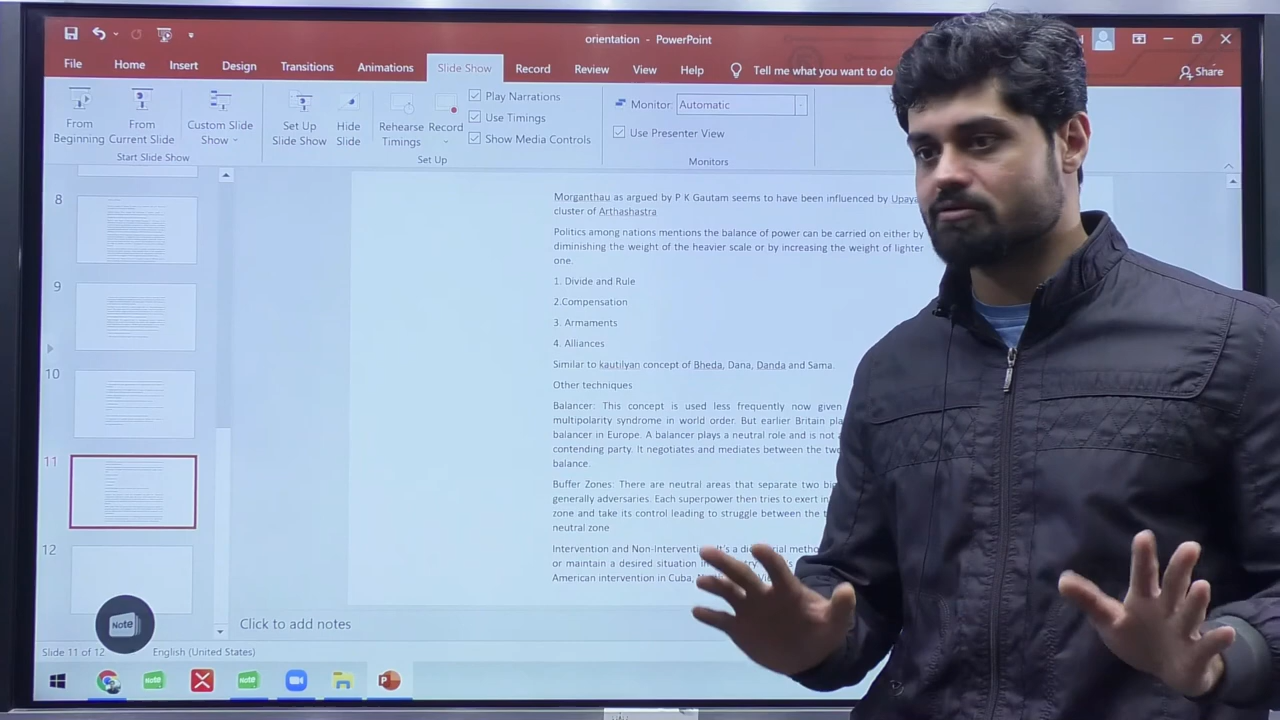 orientation - PowerPoint
File Home Insert Design Transitions Animations Slide Show Record Review View Help Tell me what you want to do
Share
From Beginning
From Current Slide
Custom Slide Show
Start Slide Show
Set Up Slide Show
Hide Slide
Rehearse Timings
Record
Play Narrations
Use Timings
Show Media Controls
Set Up
Monitor: Automatic
Use Presenter View
Monitors
8
9
10
11
12
Morganthau as argued by P K Gautam seems to have been influenced by Upaya
cluster of Arthashastra
Politics among nations mentions the balance of power can be carried on either by
diminishing the weight of the heavier scale or by increasing the weight of lighter
one.
1. Divide and Rule
2.Compensation
3. Armaments
4. Alliances
Similar to kautilyan concept of Bheda, Dana, Danda and Sama.
Other techniques
Balancer: This concept is used less frequently now given
multipolarity syndrome in world order. But earlier Britain
balancer in Europe. A balancer plays a neutral role and is not
contending party. It negotiates and mediates between the
balance.
Buffer Zones: There are neutral areas that separate two
generally adversaries. Each superpower then tries to exert
zone and take its control leading to struggle between the
neutral zone
Intervention and It's a
or maintain a desired situation
American intervention in Cuba,
Click to add notes
Note
Slide 11 of 12 English (United States)
Note
Note